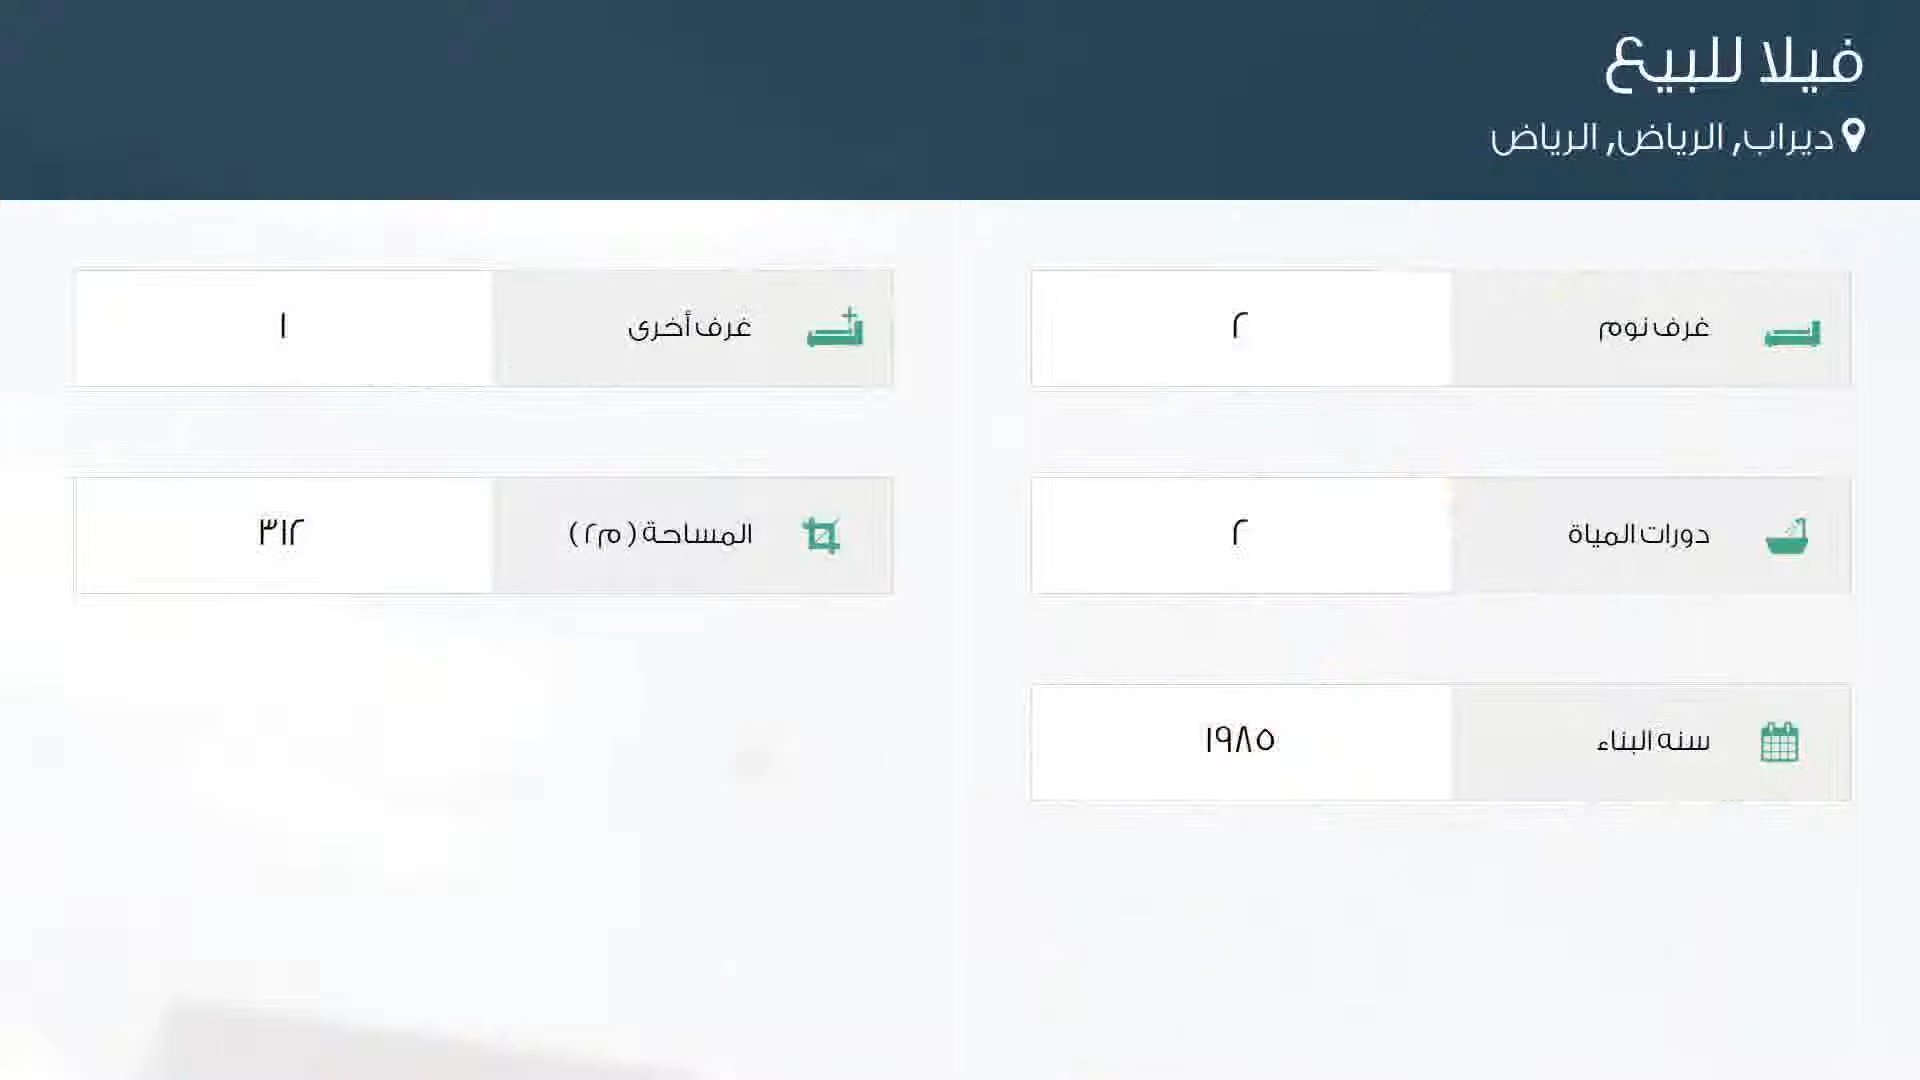 فيلا للبيع
ديراب, الرياض, الرياض
غرف نوم ٢
غرف أخرى ١
دورات المياة ٢
المساحة ( م٢ ) ٣١٢
سنه البناء ١٩٨٥